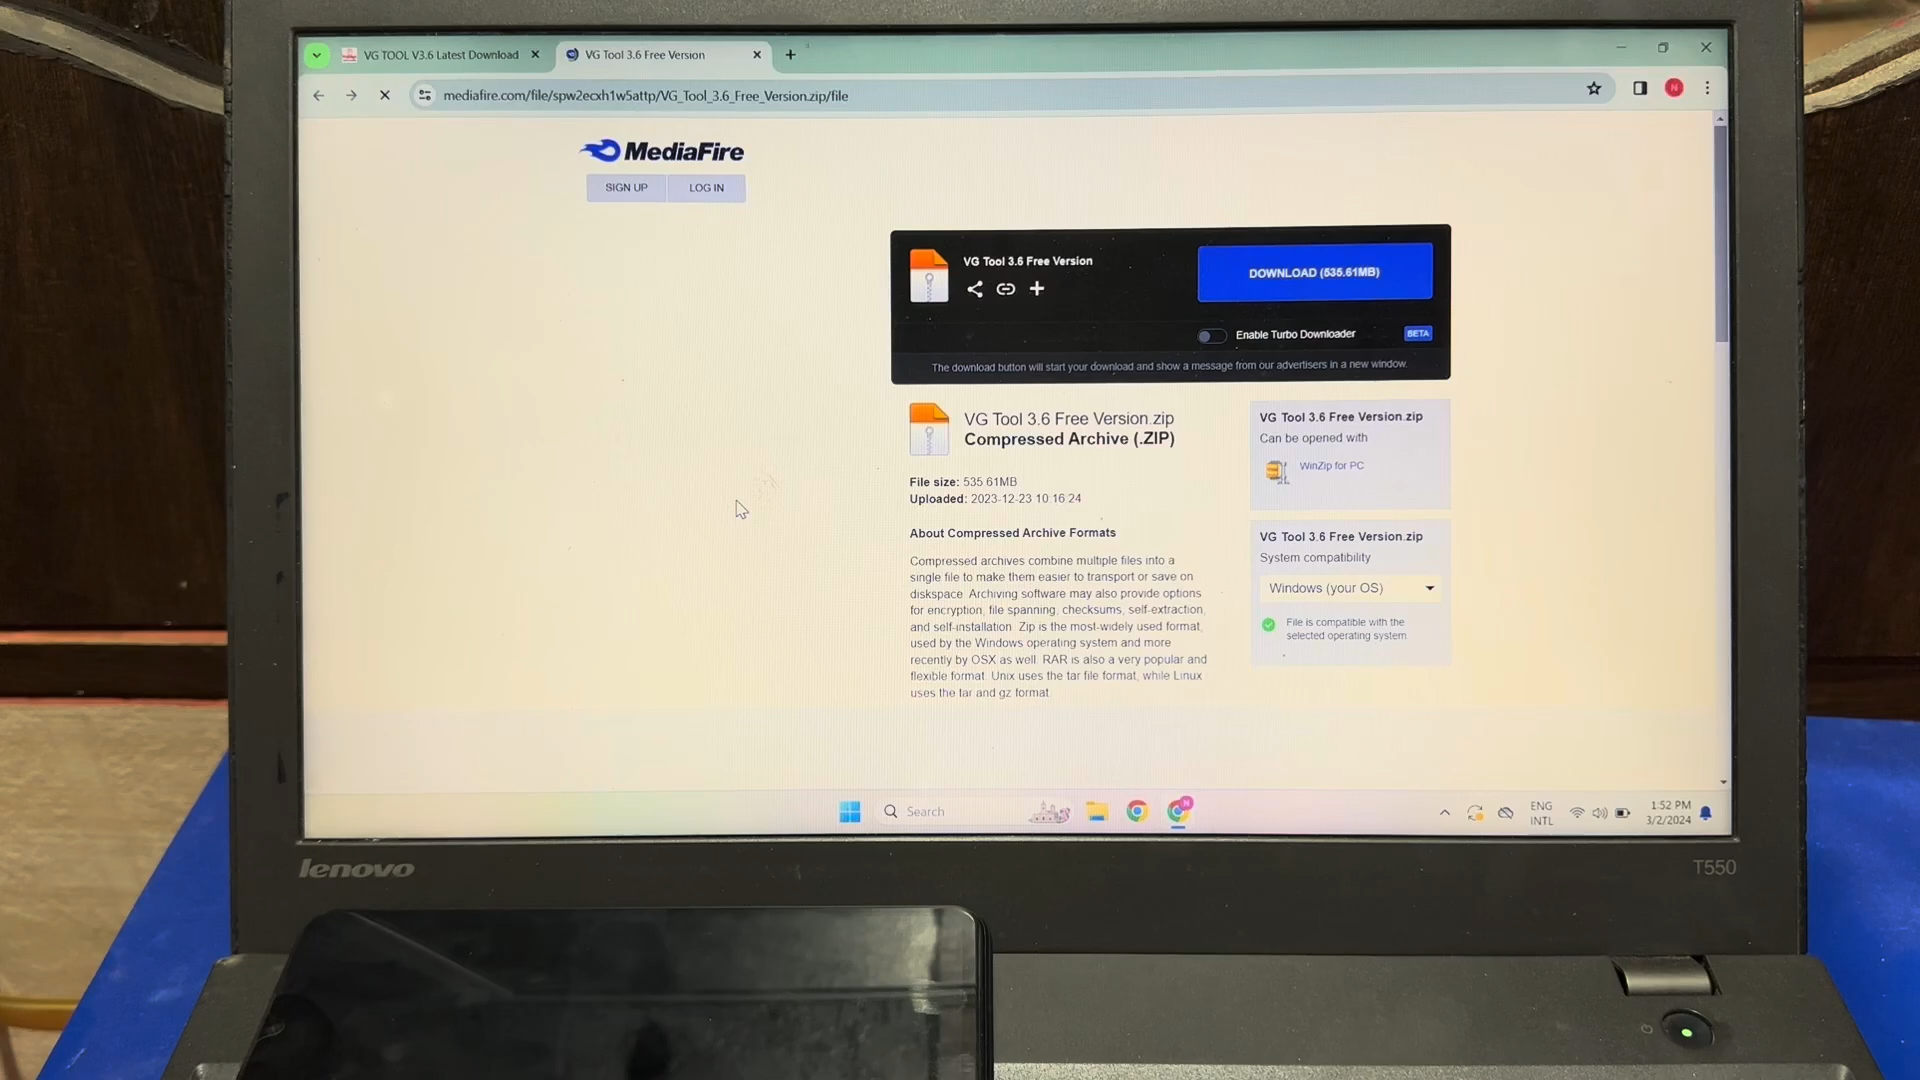 VG TOOL V3.6 Latest Download
VG Tool 3.6 Free Version
mediafire.com/file/spw2ecxh1w5attp/VG_Tool_3.6_Free_Version.zip/file
N
MediaFire
SIGN UP
LOG IN
VG Tool 3.6 Free Version
DOWNLOAD (535.61MB)
Enable Turbo Downloader
BETA
The download button will start your download and show a message from our advertisers in a new window.
VG Tool 3.6 Free Version.zip
Compressed Archive (.ZIP)
File size: 535.61MB
Uploaded: 2023-12-23 10:16:24
About Compressed Archive Formats
Compressed archives combine multiple files into a
single file to make them easier to transport or save on
diskspace. Archiving software may also provide options
for encryption, file spanning, checksums, self-extraction,
and self-installation. Zip is the most-widely used format,
used by the Windows operating system and more
recently by OSX as well. RAR is also a very popular and
flexible format. Unix uses the tar file format, while Linux
uses the tar and gz format.
VG Tool 3.6 Free Version.zip
Can be opened with
WinZip for PC
VG Tool 3.6 Free Version.zip
System compatibility
Windows (your OS)
File is compatible with the
selected operating system.
Search
N
ENG
INTL
1:52 PM
3/2/2024
lenovo
T550